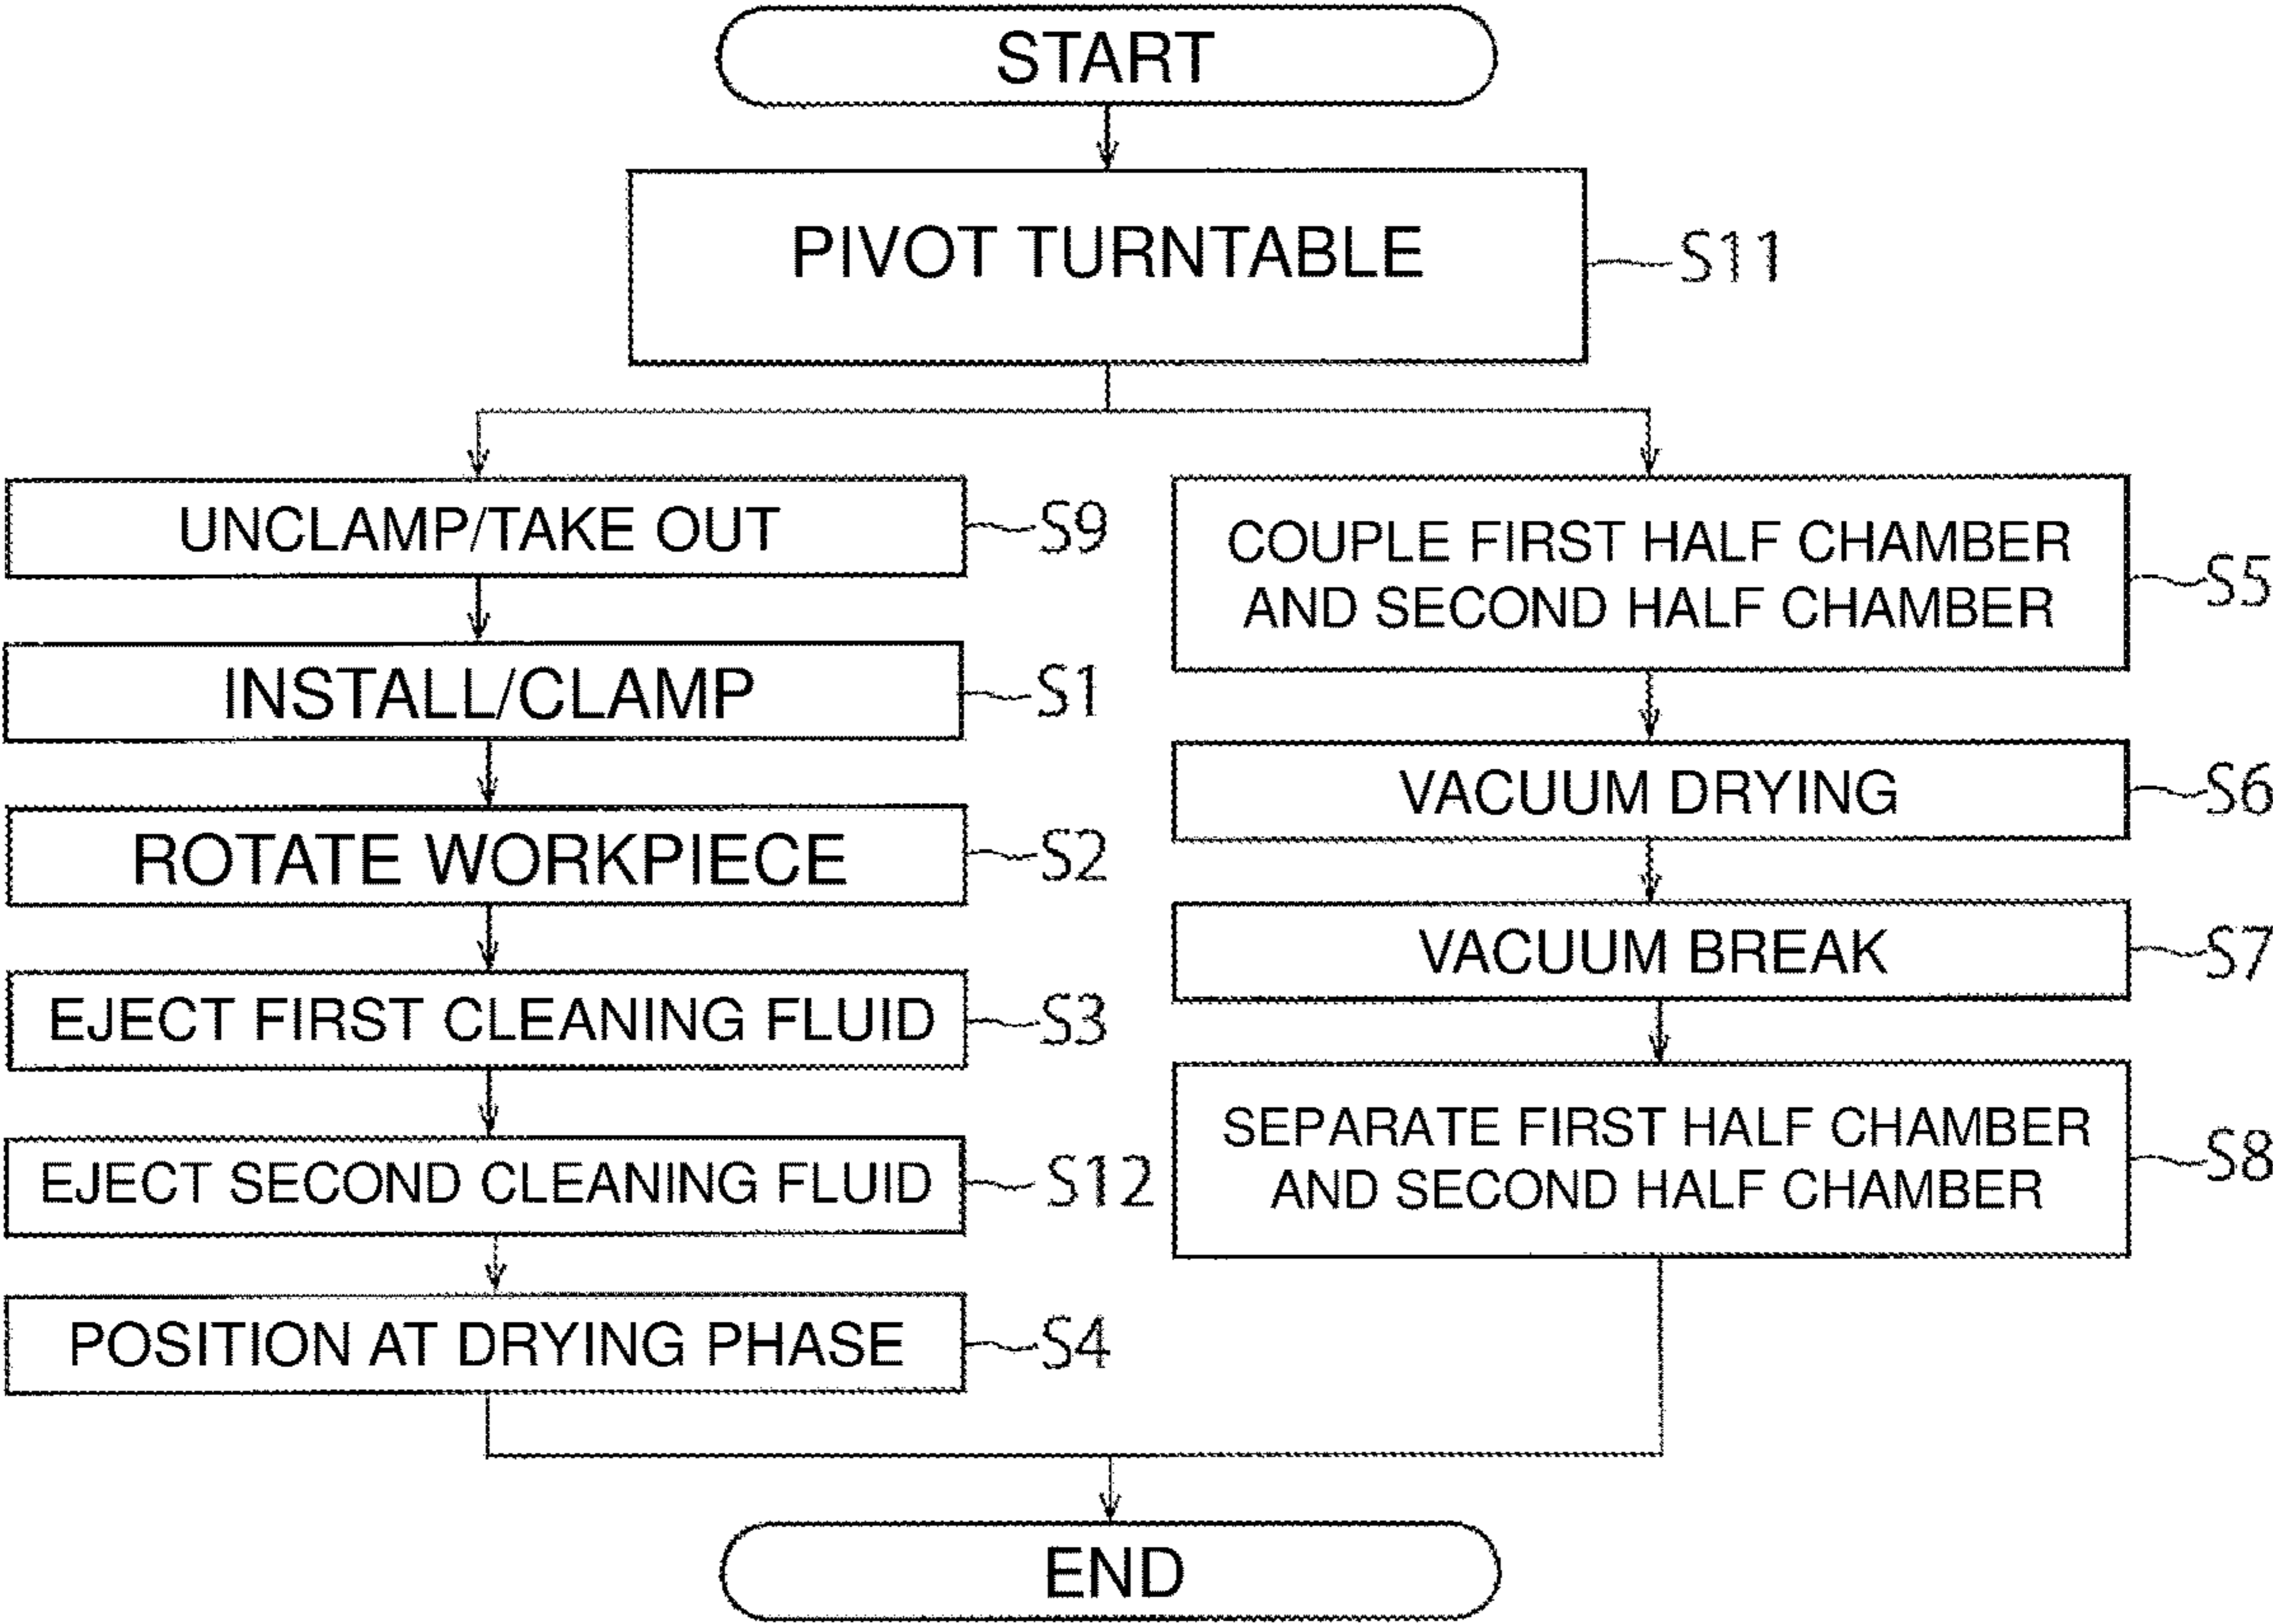 START
PIVOT TURNTABLE
S11
UNCLAMP/TAKE OUT
S9
INSTALL/CLAMP
S1
ROTATE WORKPIECE
S2
EJECT FIRST CLEANING FLUID
S3
EJECT SECOND CLEANING FLUID
S12
POSITION AT DRYING PHASE
S4
COUPLE FIRST HALF CHAMBER
AND SECOND HALF CHAMBER
S5
VACUUM DRYING
S6
VACUUM BREAK
S7
SEPARATE FIRST HALF CHAMBER
AND SECOND HALF CHAMBER
S8
END